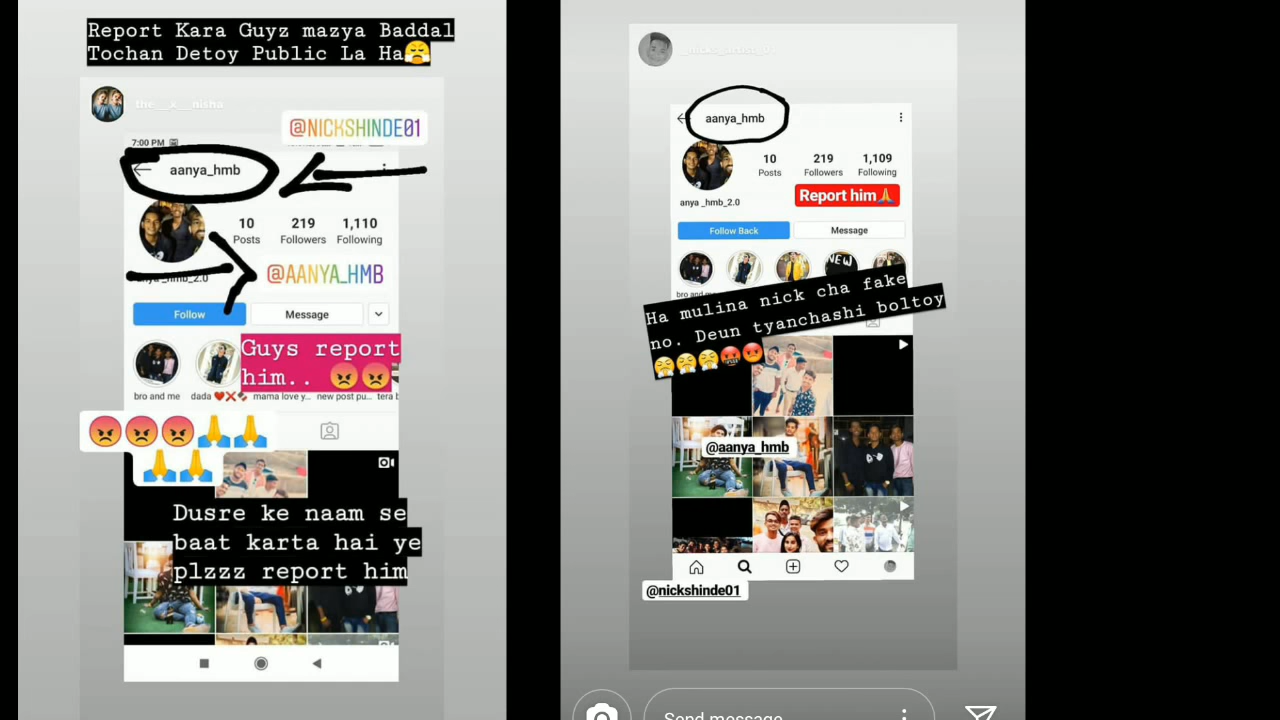 Report Kara Guyz mazya Baddal
Tochan Detoy Public La Ha😤
the__x__nisha
@NICKSHINDE01
7:00 PM
aanya_hmb
10
219
1,110
Posts
Followers
Following
@AANYA_HMB
Follow
Message
Guys report
him.. 😡😡
bro and me
dada ❤️❌
mama love y...
new post pu...
tera b
😡😡😡🙏🙏
🙏🙏
Dusre ke naam se
baat karta hai ye
plzzz report him
_nicks_artist_01
aanya_hmb
10
219
1,109
Posts
Followers
Following
anya _hmb_2.0
Report him🙏
Follow Back
Message
NEW
Ha mulina nick cha fake
no. Deun tyanchashi boltoy
😤😤😤🤬😡
@aanya_hmb
@nickshinde01
Send message